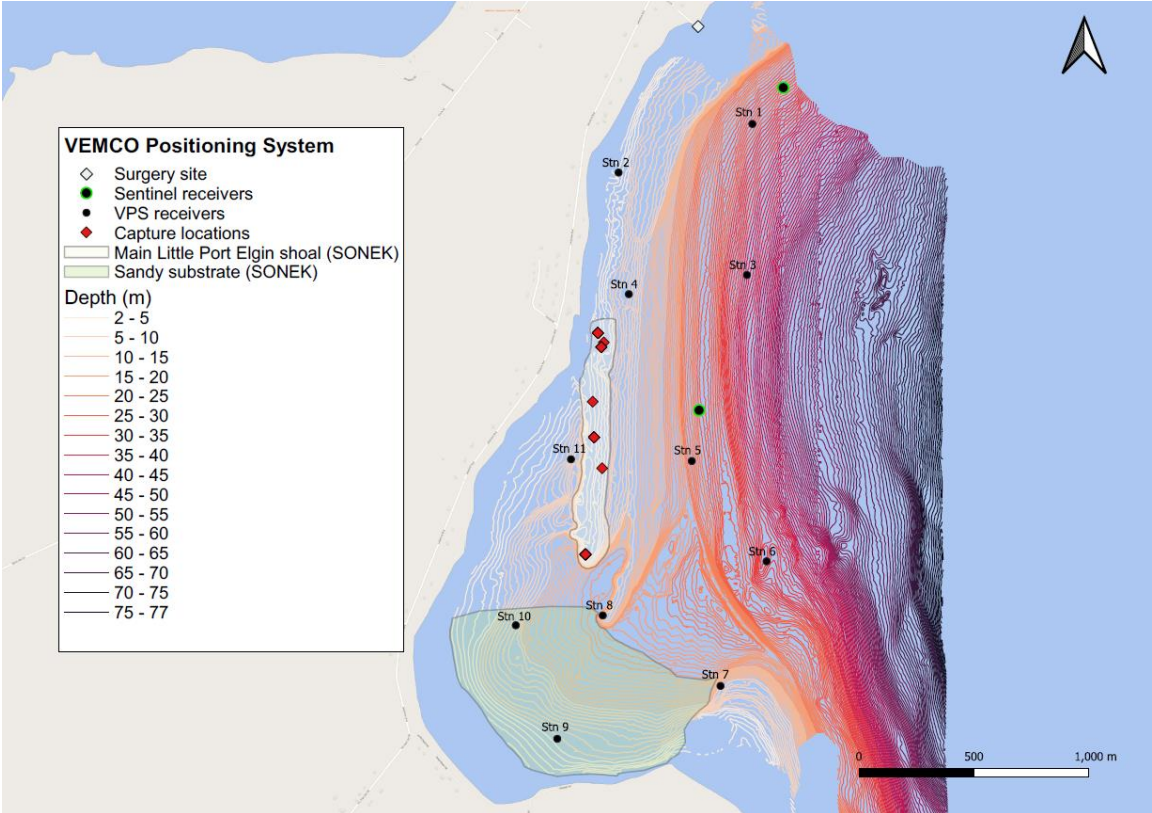 VEMCO Positioning System
Surgery site
Sentinel receivers
VPS receivers
Capture locations
Main Little Port Elgin shoal (SONEK)
Sandy substrate (SONEK)
Depth (m)
2 - 5
5 - 10
10 - 15
15 - 20
20 - 25
25 - 30
30 - 35
35 - 40
40 - 45
45 - 50
50 - 55
55 - 60
60 - 65
65 - 70
70 - 75
75 - 77
Stn 1
Stn 2
Stn 3
Stn 4
Stn 5
Stn 11
Stn 6
Stn 8
Stn 10
Stn 7
Stn 9
0 500 1,000 m